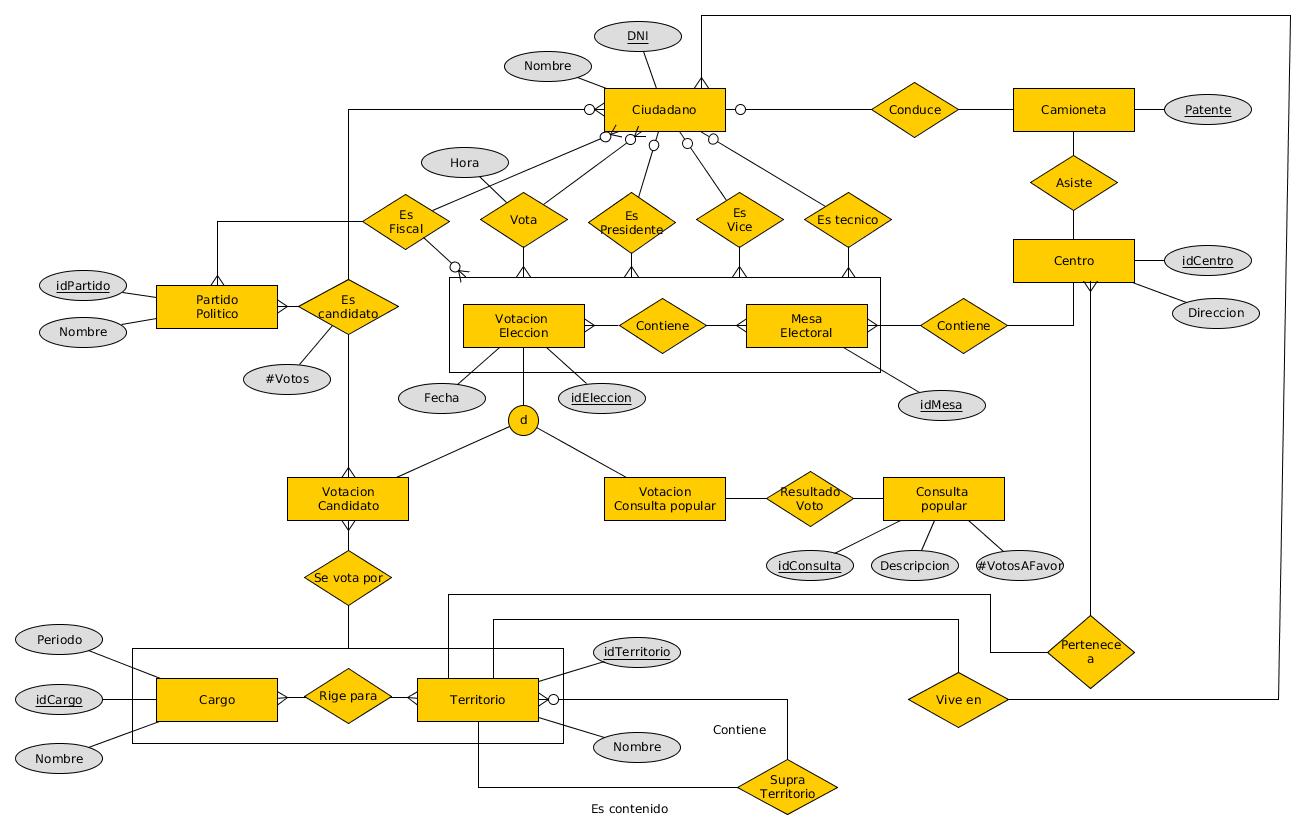 DNI
Nombre
Ciudadano
Conduce
Camioneta
Patente
Hora
Asiste
Es
Fiscal
Vota
Es
Presidente
Es
Vice
Es tecnico
Centro
idCentro
Direccion
idPartido
Nombre
Partido
Politico
Es
candidato
#Votos
Votacion
Eleccion
Contiene
Mesa
Electoral
Contiene
Fecha
idEleccion
idMesa
d
Votacion
Candidato
Votacion
Consulta popular
Resultado
Voto
Consulta
popular
idConsulta
Descripcion
#VotosAFavor
Se vota por
Periodo
idCargo
Nombre
Cargo
Rige para
Territorio
idTerritorio
Nombre
Pertenece
a
Vive en
Contiene
Supra
Territorio
Es contenido